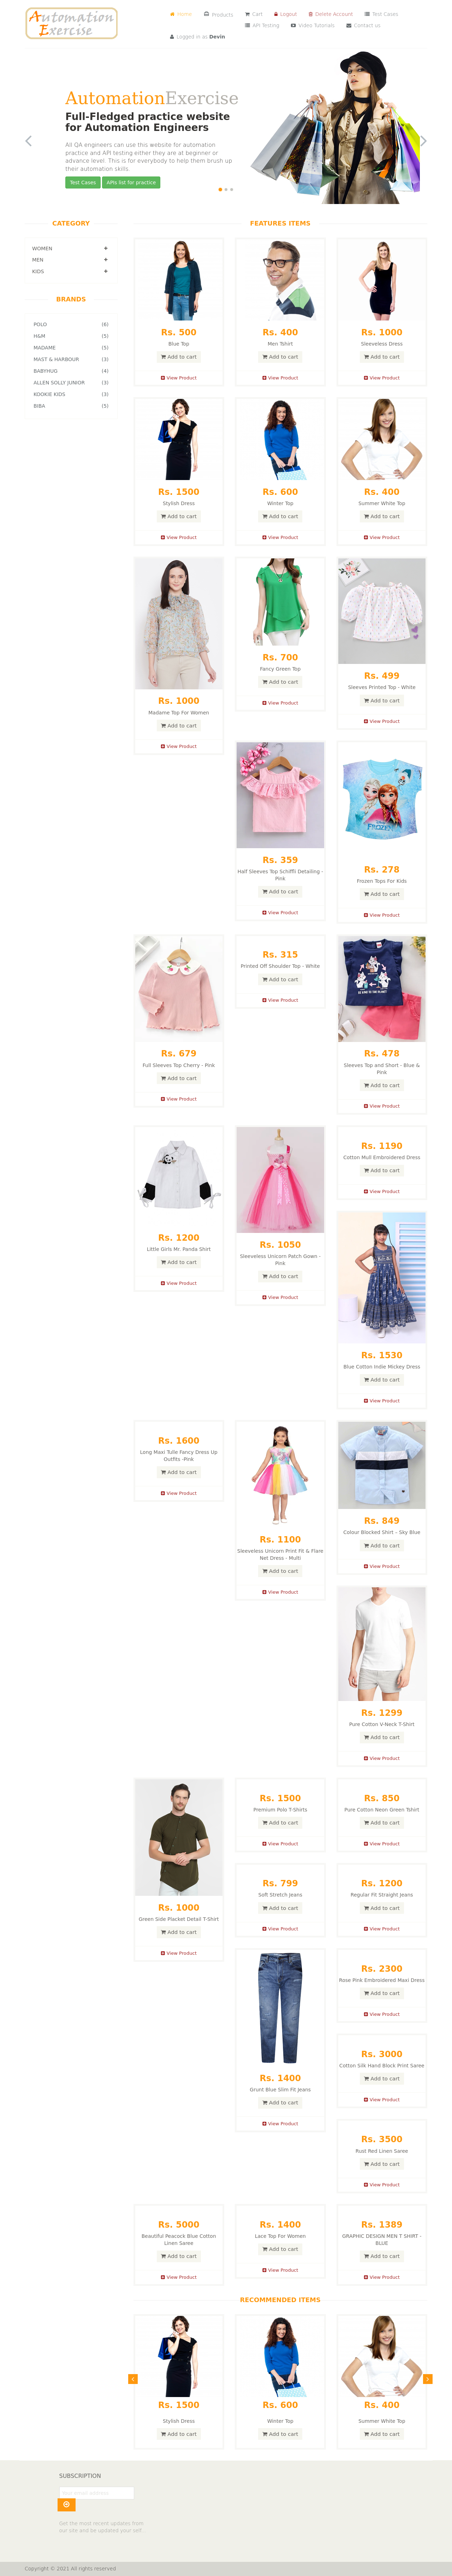 Automation
Exercise
Home
Products
Cart
Logout
Delete Account
Test Cases
API Testing
Video Tutorials
Contact us
Logged in as Devin
AutomationExercise
Full-Fledged practice website
for Automation Engineers
All QA engineers can use this website for automation
practice and API testing either they are at beginner or
advance level. This is for everybody to help them brush up
their automation skills.
Test Cases
APIs list for practice
CATEGORY
WOMEN
MEN
KIDS
BRANDS
POLO (6)
H&M (5)
MADAME (5)
MAST & HARBOUR (3)
BABYHUG (4)
ALLEN SOLLY JUNIOR (3)
KOOKIE KIDS (3)
BIBA (5)
FEATURES ITEMS
Rs. 500
Blue Top
Add to cart
View Product
Rs. 400
Men Tshirt
Add to cart
View Product
Rs. 1000
Sleeveless Dress
Add to cart
View Product
Rs. 1500
Stylish Dress
Add to cart
View Product
Rs. 600
Winter Top
Add to cart
View Product
Rs. 400
Summer White Top
Add to cart
View Product
Rs. 1000
Madame Top For Women
Add to cart
View Product
Rs. 700
Fancy Green Top
Add to cart
View Product
Rs. 499
Sleeves Printed Top - White
Add to cart
View Product
Rs. 359
Half Sleeves Top Schiffli Detailing -
Pink
Add to cart
View Product
FROZEN
Rs. 278
Frozen Tops For Kids
Add to cart
View Product
Rs. 679
Full Sleeves Top Cherry - Pink
Add to cart
View Product
Rs. 315
Printed Off Shoulder Top - White
Add to cart
View Product
Rs. 478
Sleeves Top and Short - Blue &
Pink
Add to cart
View Product
Rs. 1200
Little Girls Mr. Panda Shirt
Add to cart
View Product
Rs. 1050
Sleeveless Unicorn Patch Gown -
Pink
Add to cart
View Product
Rs. 1190
Cotton Mull Embroidered Dress
Add to cart
View Product
Rs. 1530
Blue Cotton Indie Mickey Dress
Add to cart
View Product
Rs. 1600
Long Maxi Tulle Fancy Dress Up
Outfits -Pink
Add to cart
View Product
Rs. 1100
Sleeveless Unicorn Print Fit & Flare
Net Dress - Multi
Add to cart
View Product
Rs. 849
Colour Blocked Shirt – Sky Blue
Add to cart
View Product
Rs. 1299
Pure Cotton V-Neck T-Shirt
Add to cart
View Product
Rs. 1000
Green Side Placket Detail T-Shirt
Add to cart
View Product
Rs. 1500
Premium Polo T-Shirts
Add to cart
View Product
Rs. 850
Pure Cotton Neon Green Tshirt
Add to cart
View Product
Rs. 799
Soft Stretch Jeans
Add to cart
View Product
Rs. 1200
Regular Fit Straight Jeans
Add to cart
View Product
Rs. 1400
Grunt Blue Slim Fit Jeans
Add to cart
View Product
Rs. 2300
Rose Pink Embroidered Maxi Dress
Add to cart
View Product
Rs. 3000
Cotton Silk Hand Block Print Saree
Add to cart
View Product
Rs. 3500
Rust Red Linen Saree
Add to cart
View Product
Rs. 5000
Beautiful Peacock Blue Cotton
Linen Saree
Add to cart
View Product
Rs. 1400
Lace Top For Women
Add to cart
View Product
Rs. 1389
GRAPHIC DESIGN MEN T SHIRT -
BLUE
Add to cart
View Product
RECOMMENDED ITEMS
Rs. 1500
Stylish Dress
Add to cart
Rs. 600
Winter Top
Add to cart
Rs. 400
Summer White Top
Add to cart
SUBSCRIPTION
Your email address
Get the most recent updates from
our site and be updated your self...
Copyright © 2021 All rights reserved